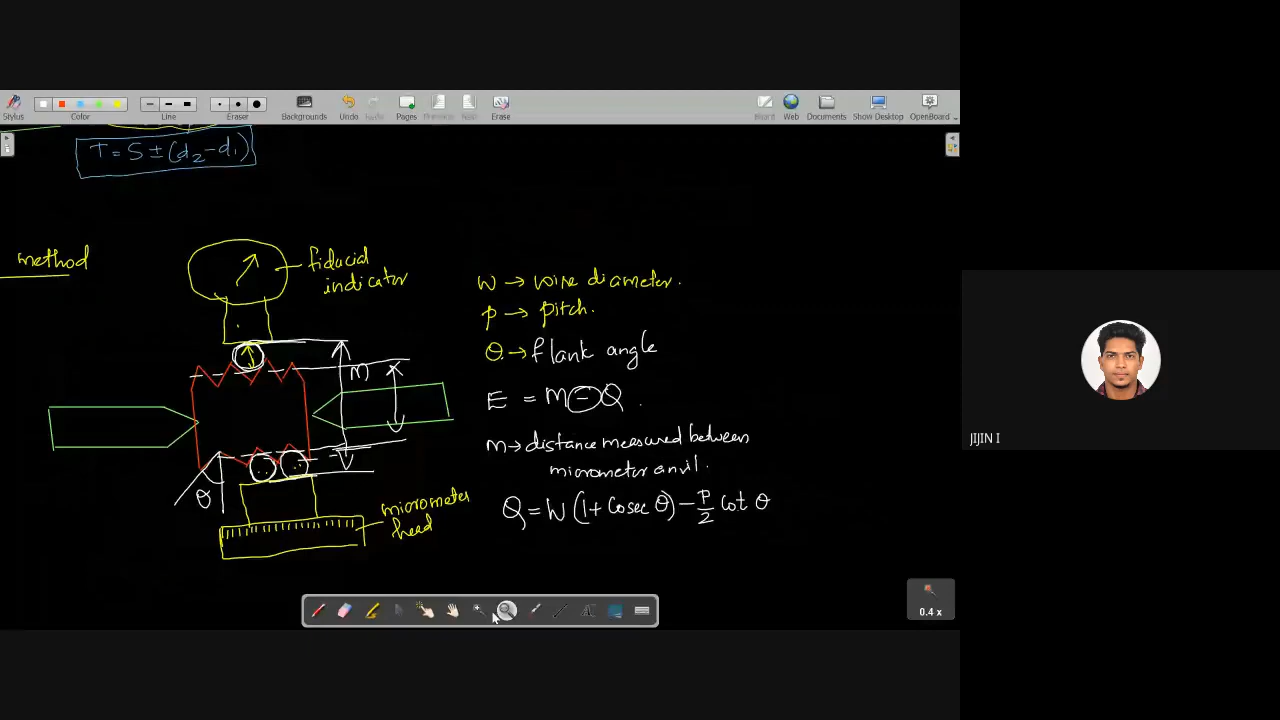 Stylus
Color
Line
Eraser
Backgrounds
Undo
Redo
Pages
Previous
Next
Erase
Board
Web
Documents
Show Desktop
OpenBoard
T = S ± (d2 - d1)
method
fiducial
indicator
M
θ
micrometer
head
W → wire diameter.
P → pitch.
θ → flank angle
E = M - Q.
M → distance measured between
micrometer anvil.
Q = W (1 + Cosec θ) - P/2 cot θ
0.4 x
JIJIN I